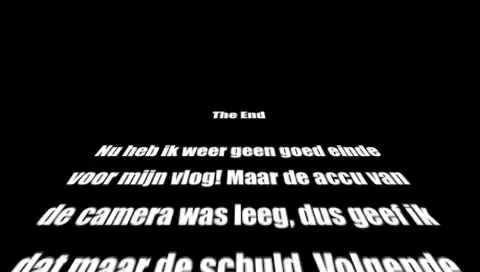 The End
Nu heb ik weer geen goed einde
voor mijn vlog! Maar de accu van
de camera was leeg, dus geef ik
dat maar de schuld. Volgende